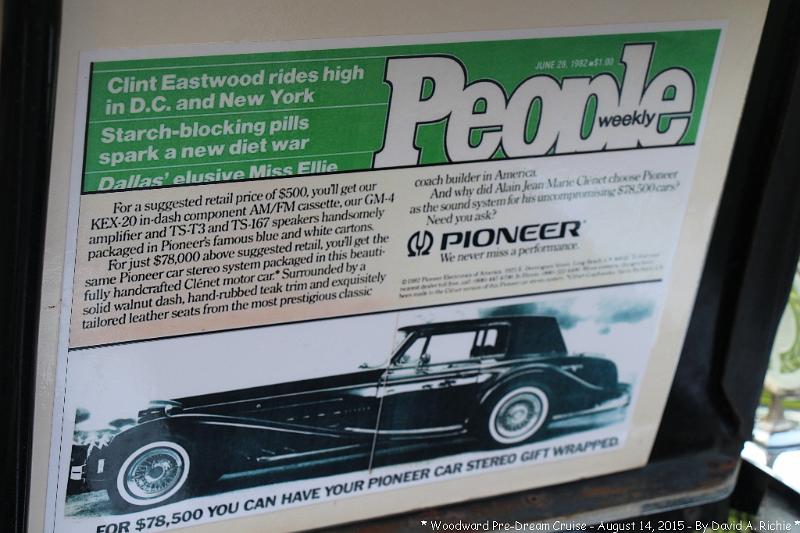 Clint Eastwood rides high
in D.C. and New York
Starch-blocking pills
spark a new diet war
Dallas' elusive Miss Ellie
JUNE 28, 1982 $1.00
People
weekly
For a suggested retail price of $500, you'll get our
KEX-20 in-dash component AM/FM cassette, our GM-4
amplifier and TS-T3 and TS-167 speakers handsomely
packaged in Pioneer's famous blue and white cartons.
For just $78,000 above suggested retail, you'll get the
same Pioneer car stereo system packaged in this beauti-
fully handcrafted Clénet motor car.* Surrounded by a
solid walnut dash, hand-rubbed teak trim and exquisitely
tailored leather seats from the most prestigious classic
coach builder in America.
And why did Alain Jean Marie Clénet choose Pioneer
as the sound system for his uncompromising $78,500 cars?
Need you ask?
PIONEER®
We never miss a performance.
©1982 Pioneer Electronics of America,
FOR $78,500 YOU CAN HAVE YOUR PIONEER CAR STEREO GIFT WRAPPED.
* Woodward Pre-Dream Cruise - August 14, 2015 - By David A. Richie *